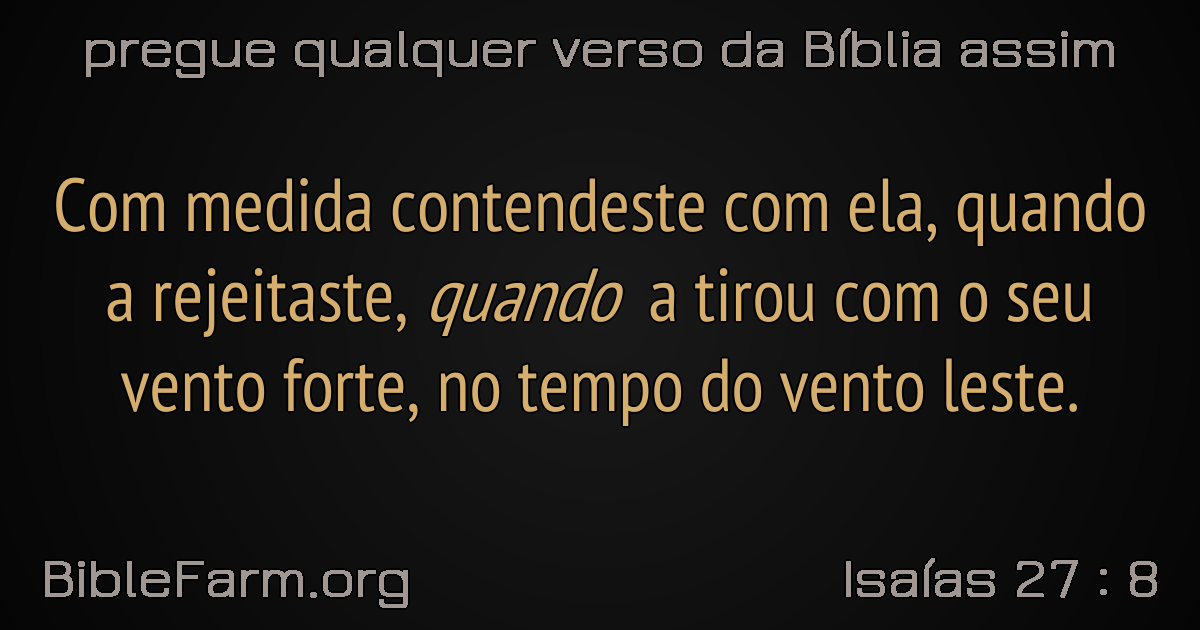 pregue qualquer verso da Bíblia assim
Com medida contendeste com ela, quando
a rejeitaste, quando a tirou com o seu
vento forte, no tempo do vento leste.
BibleFarm.org
Isaías 27 : 8